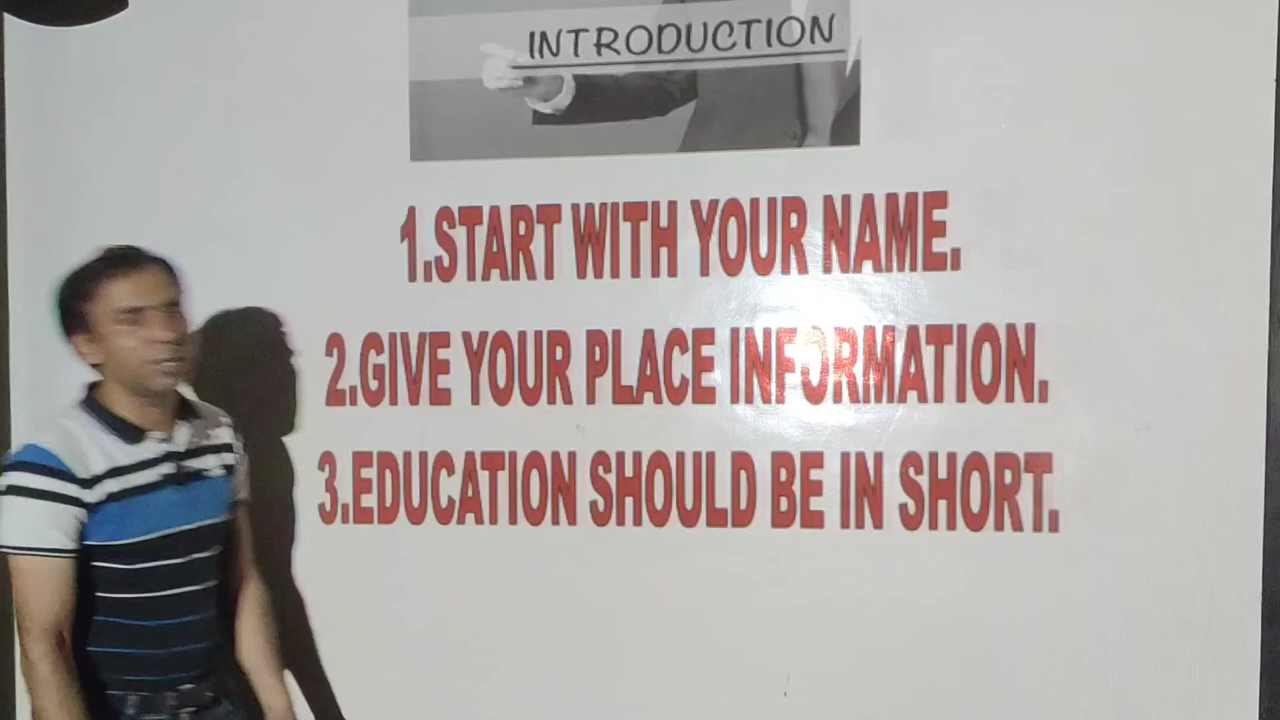 INTRODUCTION
1.START WITH YOUR NAME.
2.GIVE YOUR PLACE INFORMATION.
3.EDUCATION SHOULD BE IN SHORT.